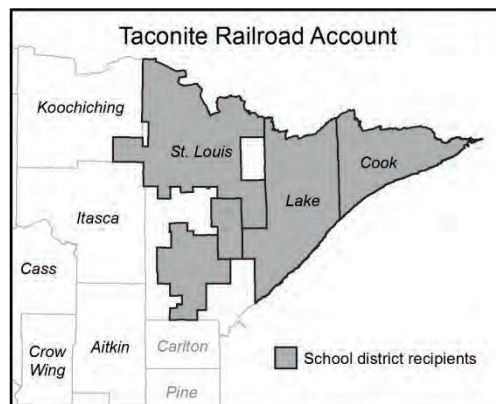 Taconite Railroad Account
Koochiching
St. Louis
Cook
Lake
Itasca
Cass
Crow
Wing
Aitkin
Carlton
Pine
School district recipients